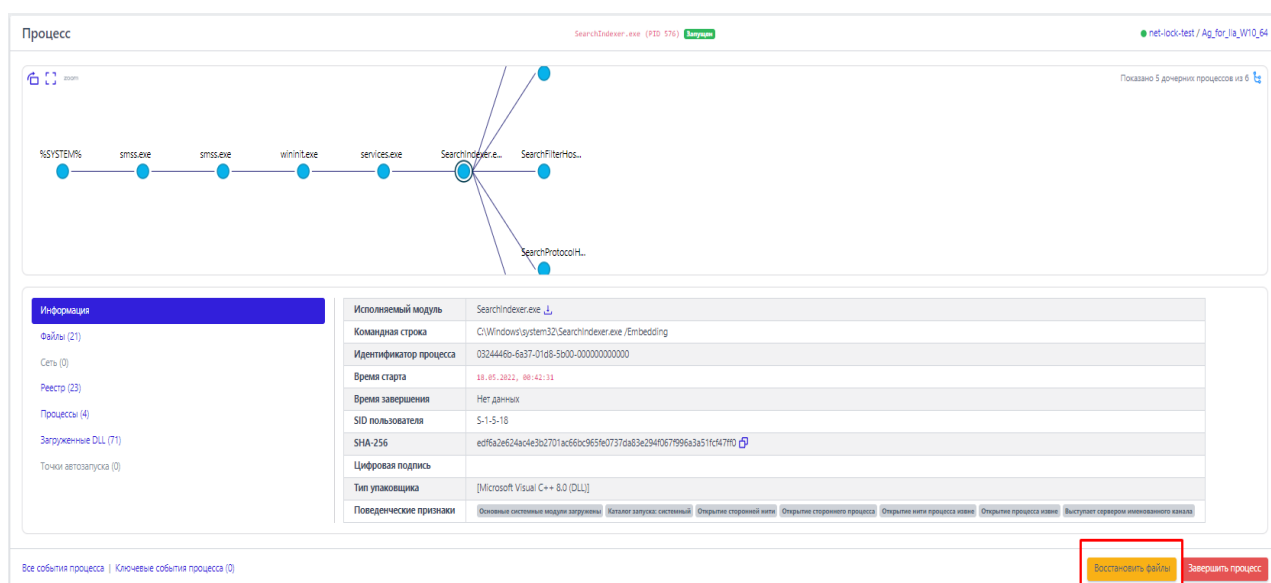 Процесс
SearchIndexer.exe (PID 576) Запущен
net-lock-test / Ag_for_lla_W10_64
zoom
Показано 5 дочерних процессов из 6
%SYSTEM%
smss.exe
smss.exe
wininit.exe
services.exe
SearchIndexer.e...
SearchFilterHos...
SearchProtocolH...
Информация
Файлы (21)
Сеть (0)
Реестр (23)
Процессы (4)
Загруженные DLL (71)
Точки автозапуска (0)
Исполняемый модуль SearchIndexer.exe
Командная строка C:\Windows\system32\SearchIndexer.exe /Embedding
Идентификатор процесса 0324446b-6a37-01d8-5b00-000000000000
Время старта 18.05.2022, 00:42:31
Время завершения Нет данных
SID пользователя S-1-5-18
SHA-256 edf6a2e624ac4e3b2701ac66bc965fe0737da83e294f067f996a3a51fcf47ff0
Цифровая подпись
Тип упаковщика [Microsoft Visual C++ 8.0 (DLL)]
Поведенческие признаки Основные системные модули загружены Каталог запуска: системный Открытие сторонней нити Открытие стороннего процесса Открытие нити процесса извне Открытие процесса извне Выступает сервером именованного канала
Все события процесса | Ключевые события процесса (0)
Восстановить файлы
Завершить процесс